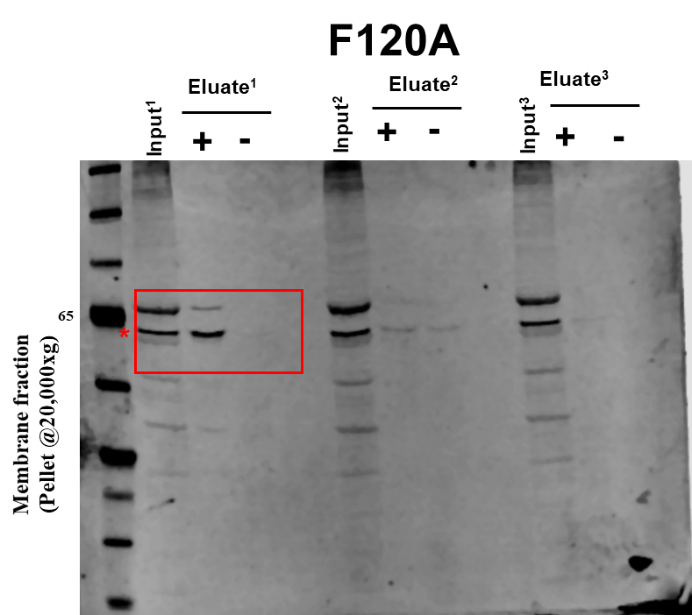 F120A
Input¹ Eluate¹ + -
Input² Eluate² + -
Input³ Eluate³ + -
65
*
Membrane fraction
(Pellet @20,000xg)